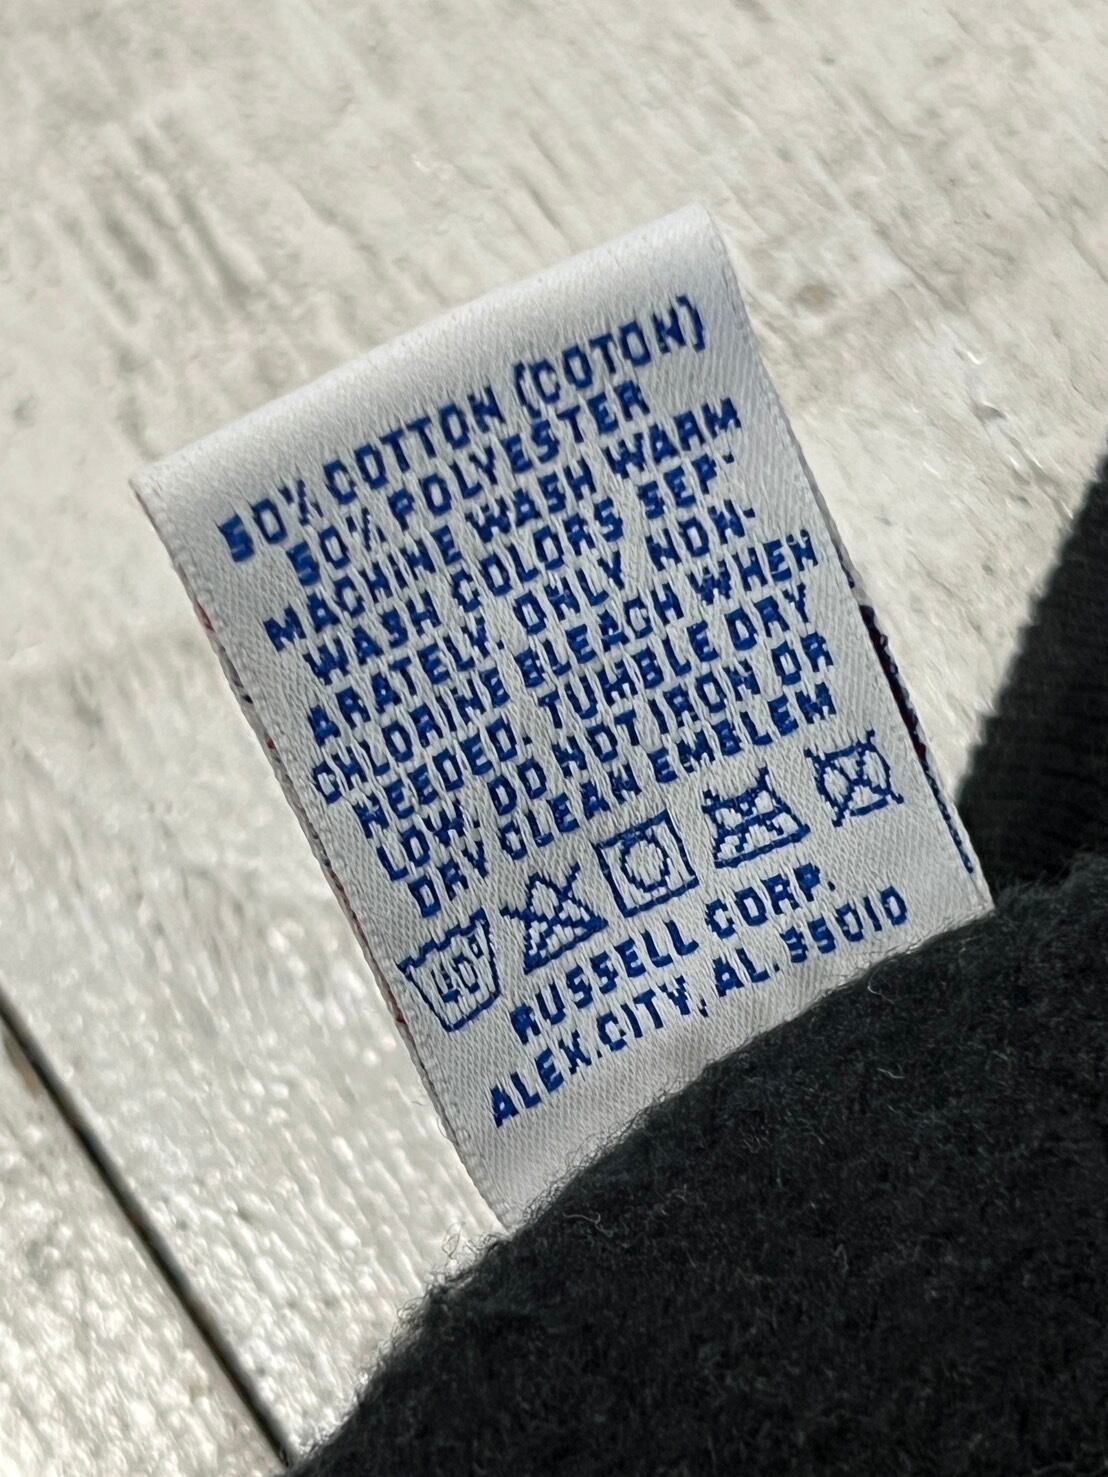 50% COTTON (COTON)
50% POLYESTER
MACHINE WASH WARM
WASH COLORS SEP-
ARATELY. ONLY NON-
CHLORINE BLEACH WHEN
NEEDED. TUMBLE DRY
LOW. DO NOT IRON OR
DRY CLEAN EMBLEM
40°
RUSSELL CORP.
ALEX.CITY, AL. 35010